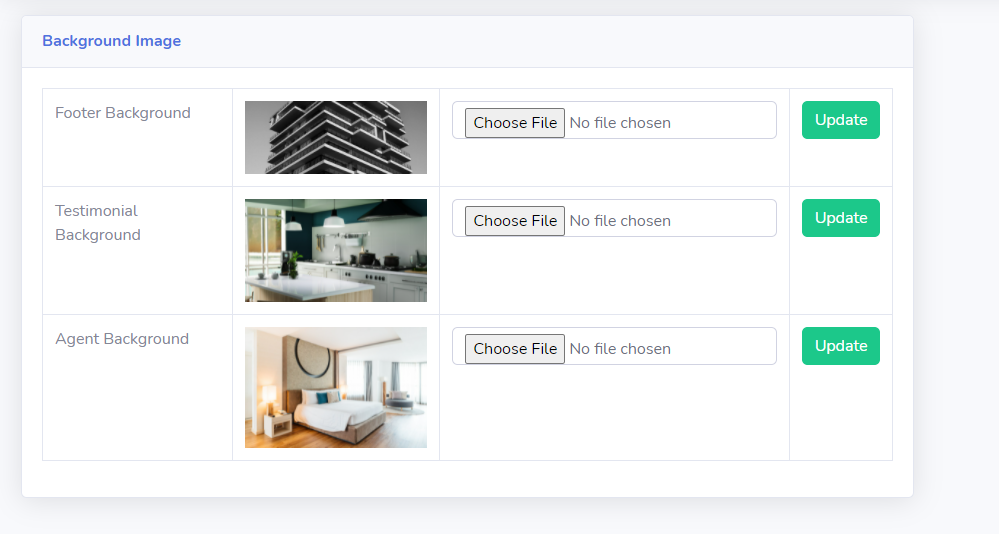 Background Image
Footer Background
Choose File No file chosen
Update
Testimonial
Background
Choose File No file chosen
Update
Agent Background
Choose File No file chosen
Update